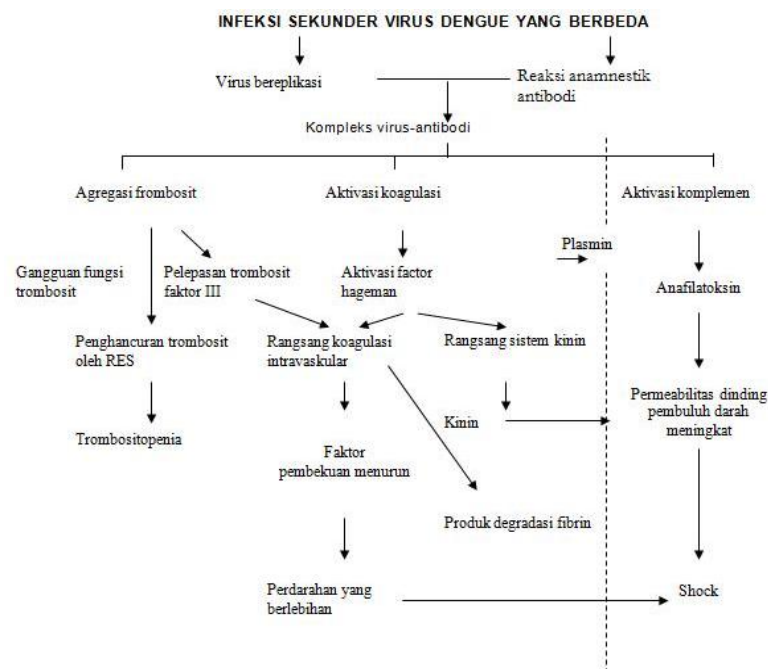 INFEKSI SEKUNDER VIRUS DENGUE YANG BERBEDA
Virus bereplikasi
Reaksi anamnestik
antibodi
Kompleks virus-antibodi
Agregasi frombosit
Aktivasi koagulasi
Aktivasi komplemen
Plasmin
Gangguan fungsi
trombosit
Pelepasan trombosit
faktor III
Aktivasi factor
hageman
Anafilatoksin
Penghancuran trombosit
oleh RES
Rangsang koagulasi
intravaskular
Rangsang sistem kinin
Permeabilitas dinding
pembuluh darah
meningkat
Trombositopenia
Kinin
Faktor
pembekuan menurun
Produk degradasi fibrin
Perdarahan yang
berlebihan
Shock